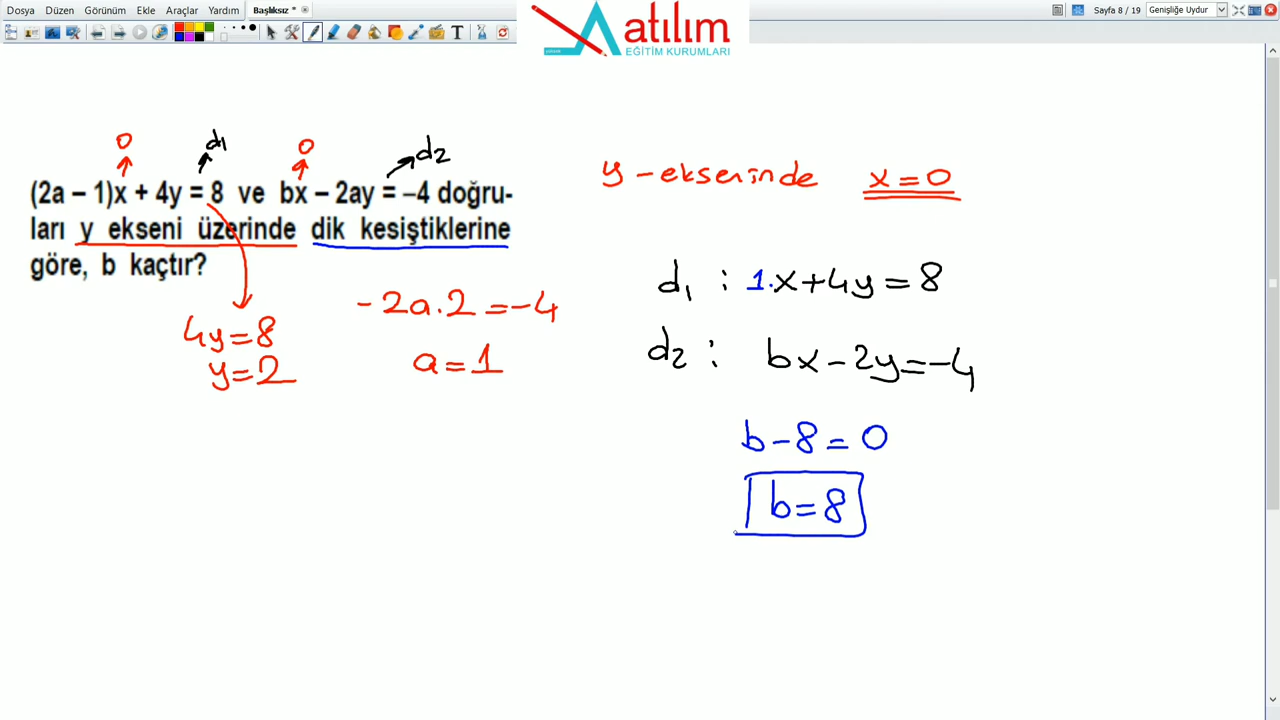 Dosya Düzen Görünüm Ekle Araçlar Yardım Başlıksız * Sayfa 8 / 19 Genişliğe Uydur
atılım
EĞİTİM KURUMLARI
0 d1 0 d2
(2a – 1)x + 4y = 8 ve bx – 2ay = –4 doğru-
ları y ekseni üzerinde dik kesiştiklerine
göre, b kaçtır?
4y=8
y=2
-2a.2=-4
a=1
y-ekseninde x=0
d1 : 1.x+4y=8
d2 : bx-2y=-4
b-8=0
b=8